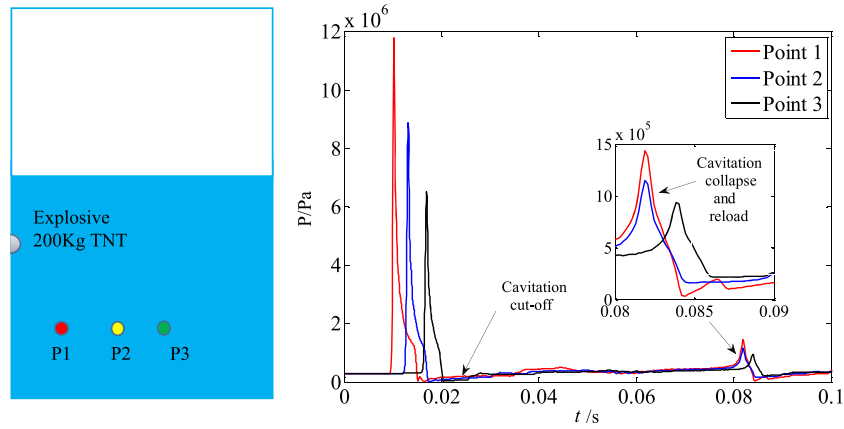 Explosive
200Kg TNT
P1
P2
P3
12 x 10^6
10
8
6
4
2
0
P/Pa
0
0.02
0.04
0.06
0.08
0.1
t /s
Point 1
Point 2
Point 3
Cavitation
cut-off
15 x 10^5
10
5
0
0.08
0.085
0.09
Cavitation
collapse
and
reload